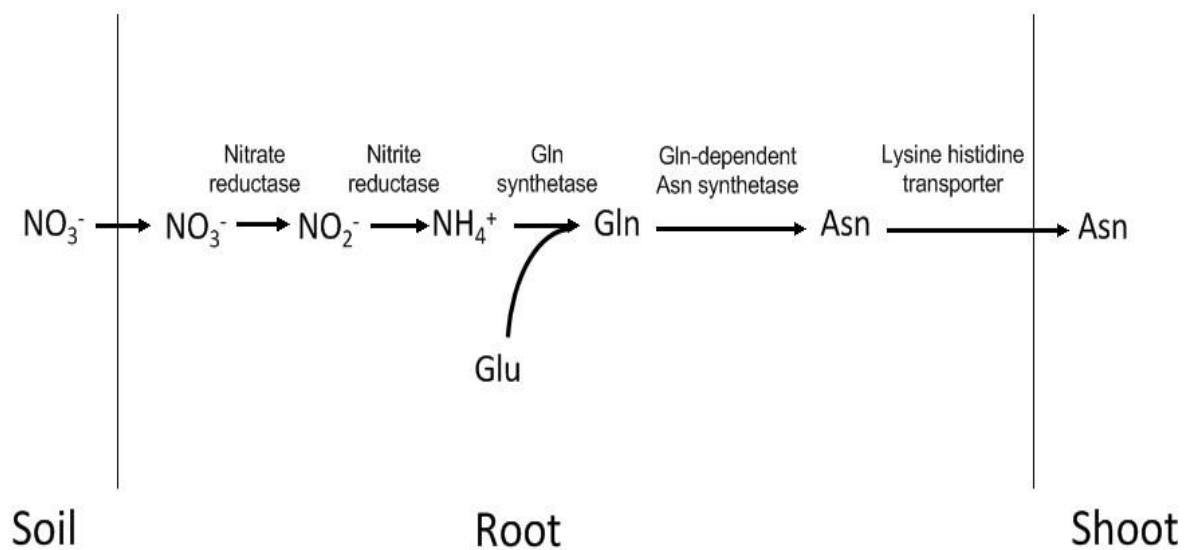 Nitrate
reductase
Nitrite
reductase
Gln
synthetase
Gln-dependent
Asn synthetase
Lysine histidine
transporter
NO₃⁻ NO₃⁻ NO₂⁻ NH₄⁺ Gln Asn Asn
Glu
Soil Root Shoot